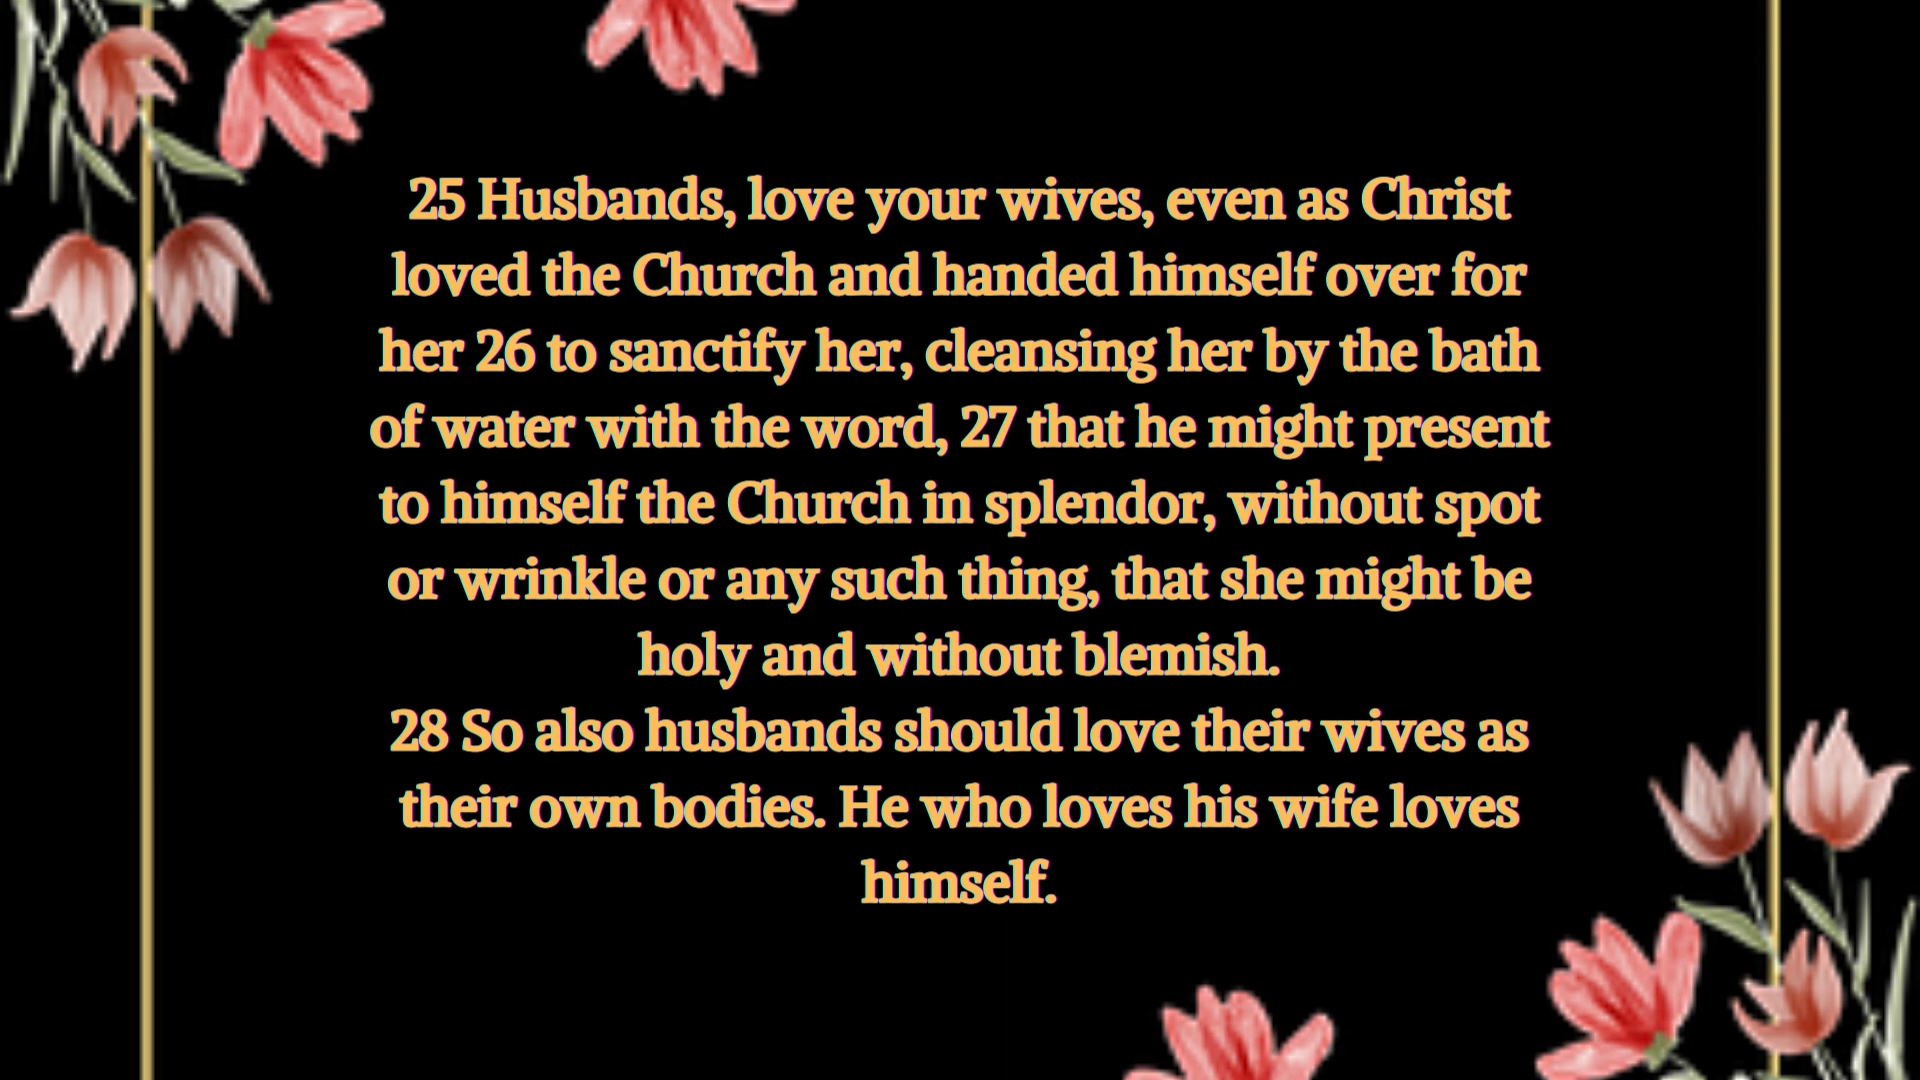 25 Husbands, love your wives, even as Christ
loved the Church and handed himself over for
her 26 to sanctify her, cleansing her by the bath
of water with the word, 27 that he might present
to himself the Church in splendor, without spot
or wrinkle or any such thing, that she might be
holy and without blemish.
28 So also husbands should love their wives as
their own bodies. He who loves his wife loves
himself.